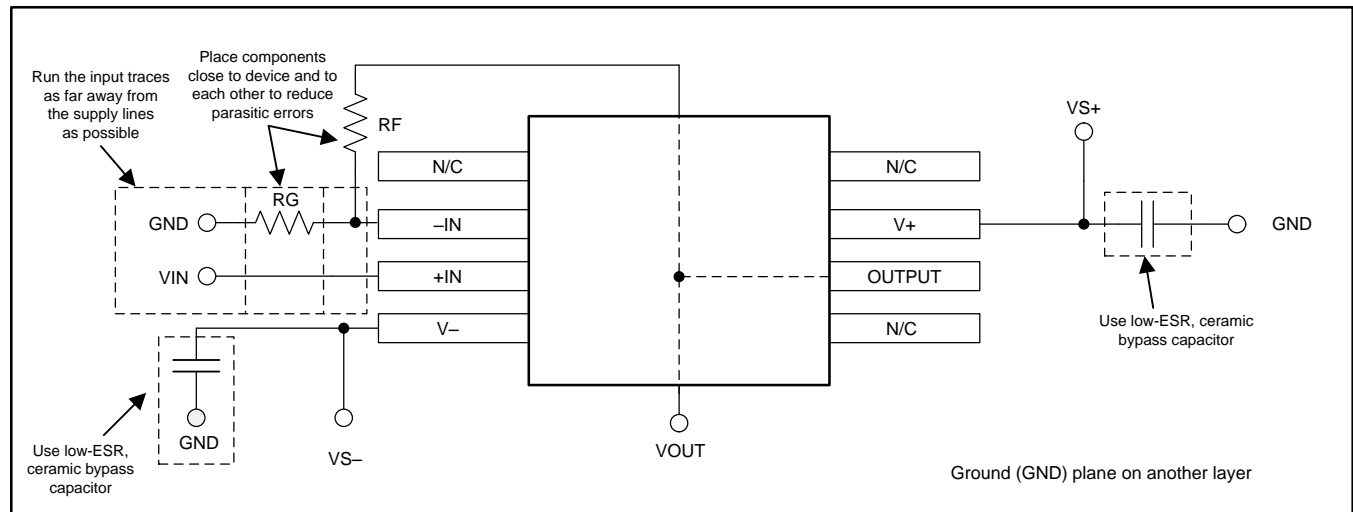 Run the input traces
as far away from
the supply lines
as possible
Place components
close to device and to
each other to reduce
parasitic errors
RF
VS+
N/C
N/C
RG
GND
–IN
V+
GND
VIN
+IN
OUTPUT
V–
N/C
Use low-ESR, ceramic
bypass capacitor
GND
VS–
VOUT
Use low-ESR,
ceramic bypass
capacitor
Ground (GND) plane on another layer